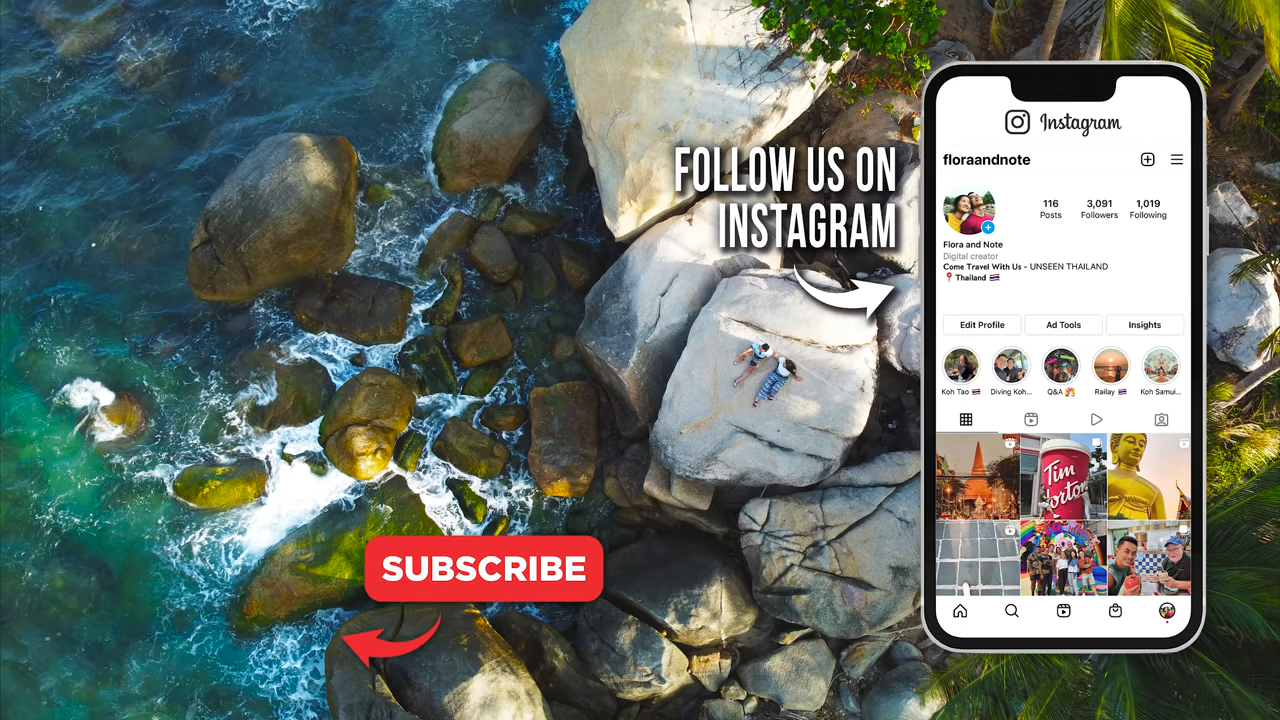 FOLLOW US ON
INSTAGRAM
SUBSCRIBE
Instagram
floraandnote
116 3,091 1,019
Posts Followers Following
Flora and Note
Digital creator
Come Travel With Us - UNSEEN THAILAND
Thailand
Edit Profile Ad Tools Insights
Koh Tao Diving Koh... Q&A Railay Koh Samui...
Tim
Hortons